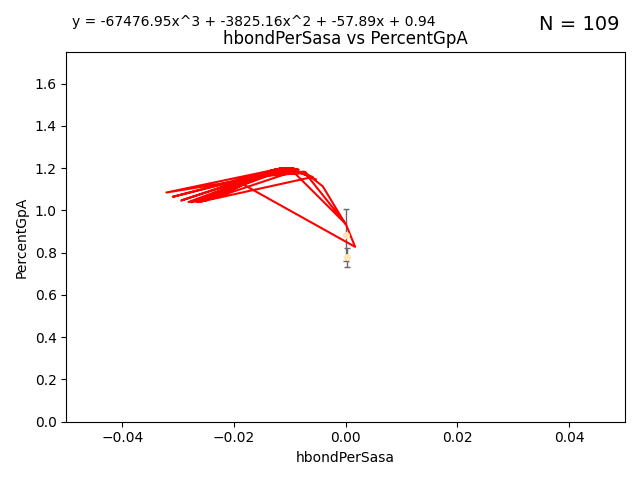 y = -67476.95x^3 + -3825.16x^2 + -57.89x + 0.94
N = 109
hbondPerSasa vs PercentGpA
1.6
1.4
1.2
1.0
0.8
0.6
0.4
0.2
0.0
PercentGpA
−0.04 −0.02 0.00 0.02 0.04
hbondPerSasa